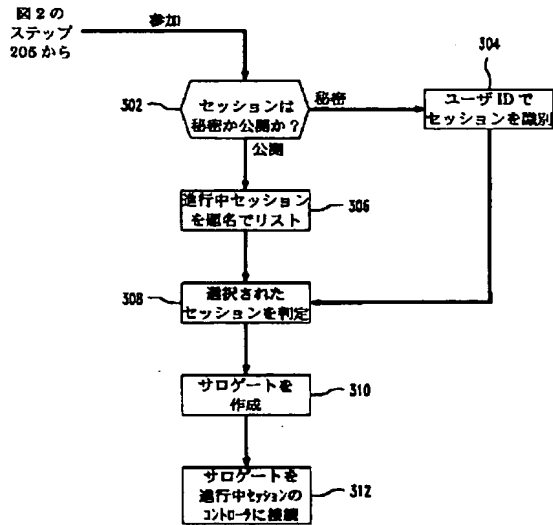 図2の
ステップ
205から
参加
302
セッションは
秘密か公開か?
秘密
304
ユーザIDで
セッションを識別
公開
進行中セッション
を題名でリスト
306
308
選択された
セッションを判定
サロゲートを
作成
310
サロゲートを
進行中セッションの
コントローラに接続
312